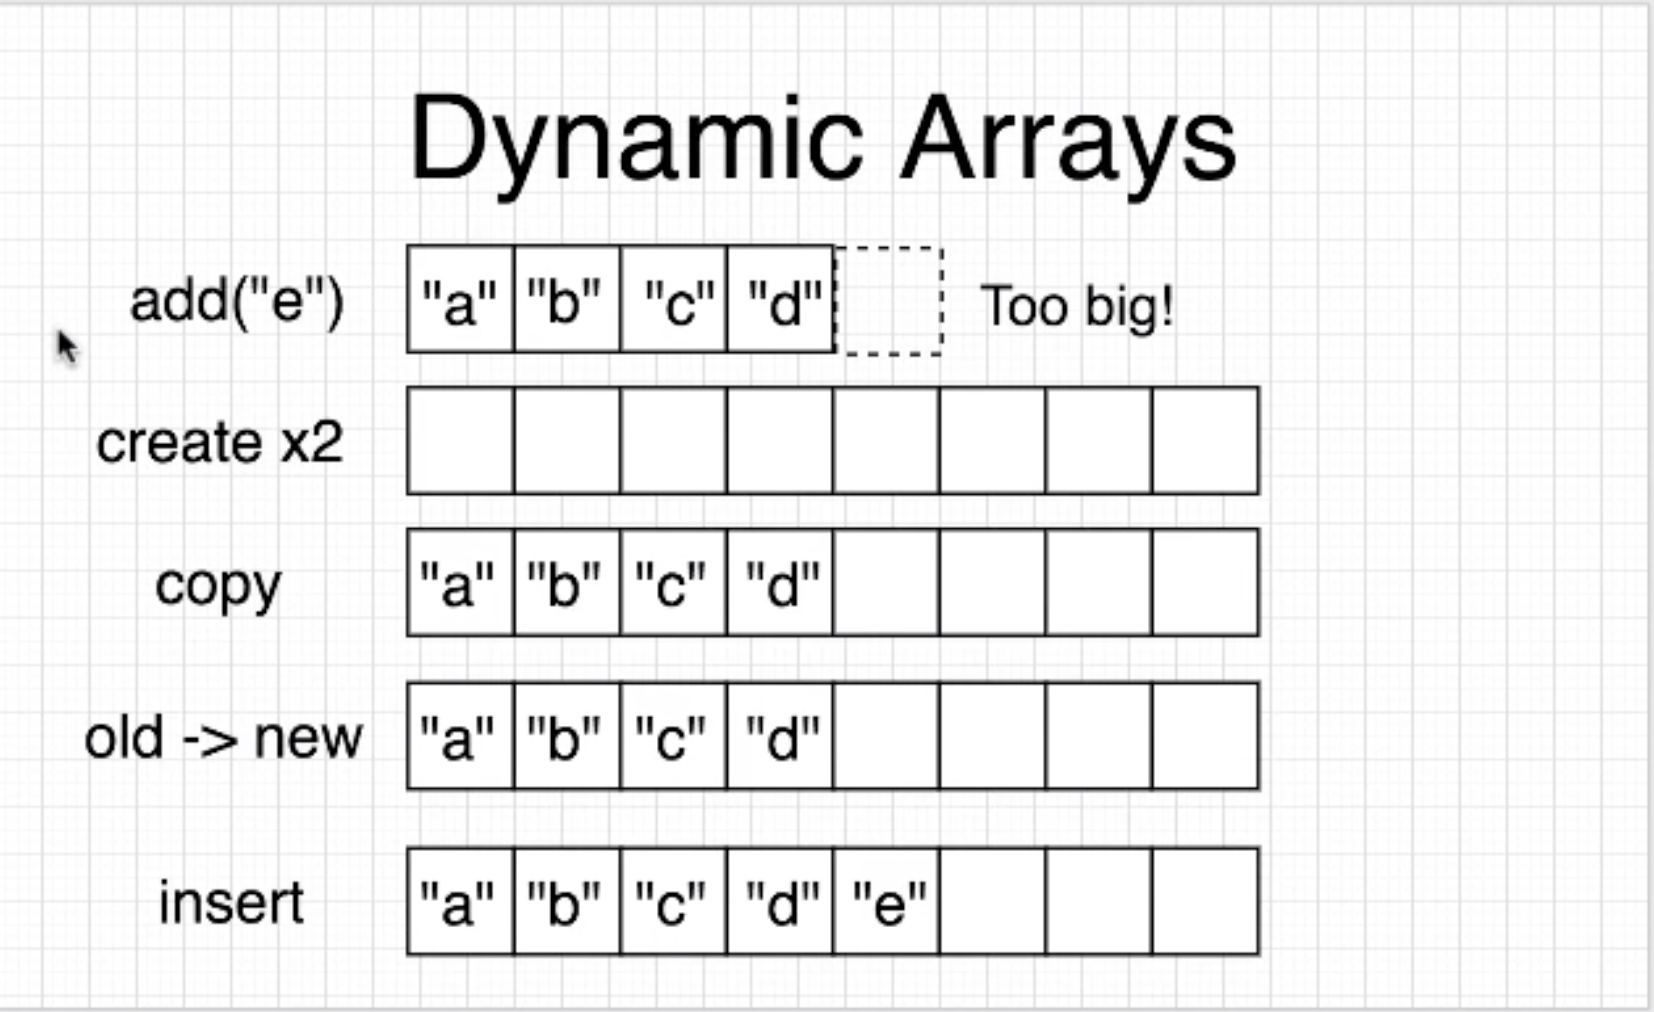 Dynamic Arrays
add("e") "a" "b" "c" "d" Too big!
create x2
copy "a" "b" "c" "d"
old -> new "a" "b" "c" "d"
insert "a" "b" "c" "d" "e"